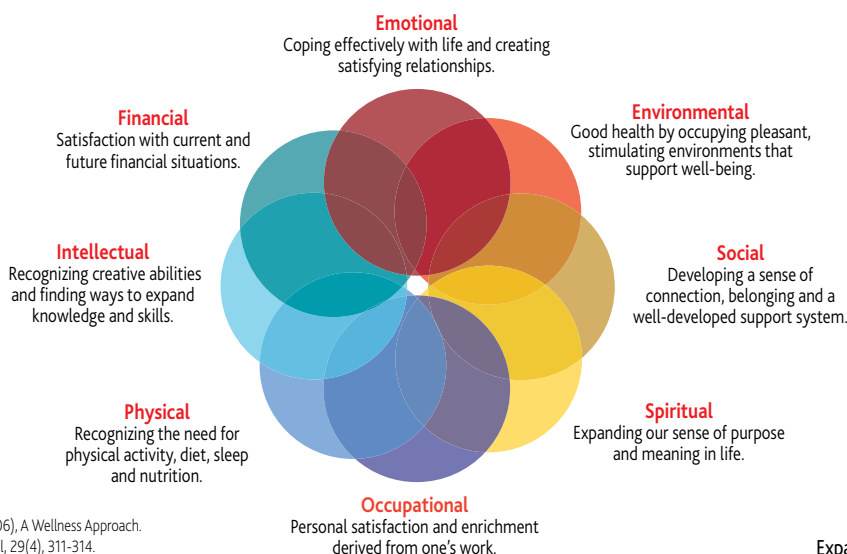 Emotional
Coping effectively with life and creating
satisfying relationships.
Financial
Satisfaction with current and
future financial situations.
Environmental
Good health by occupying pleasant,
stimulating environments that
support well-being.
Intellectual
Recognizing creative abilities
and finding ways to expand
knowledge and skills.
Social
Developing a sense of
connection, belonging and a
well-developed support system.
Physical
Recognizing the need for
physical activity, diet, sleep
and nutrition.
Spiritual
Expanding our sense of purpose
and meaning in life.
Occupational
Personal satisfaction and enrichment
derived from one's work.
06), A Wellness Approach.
l, 29(4), 311-314.
Expa